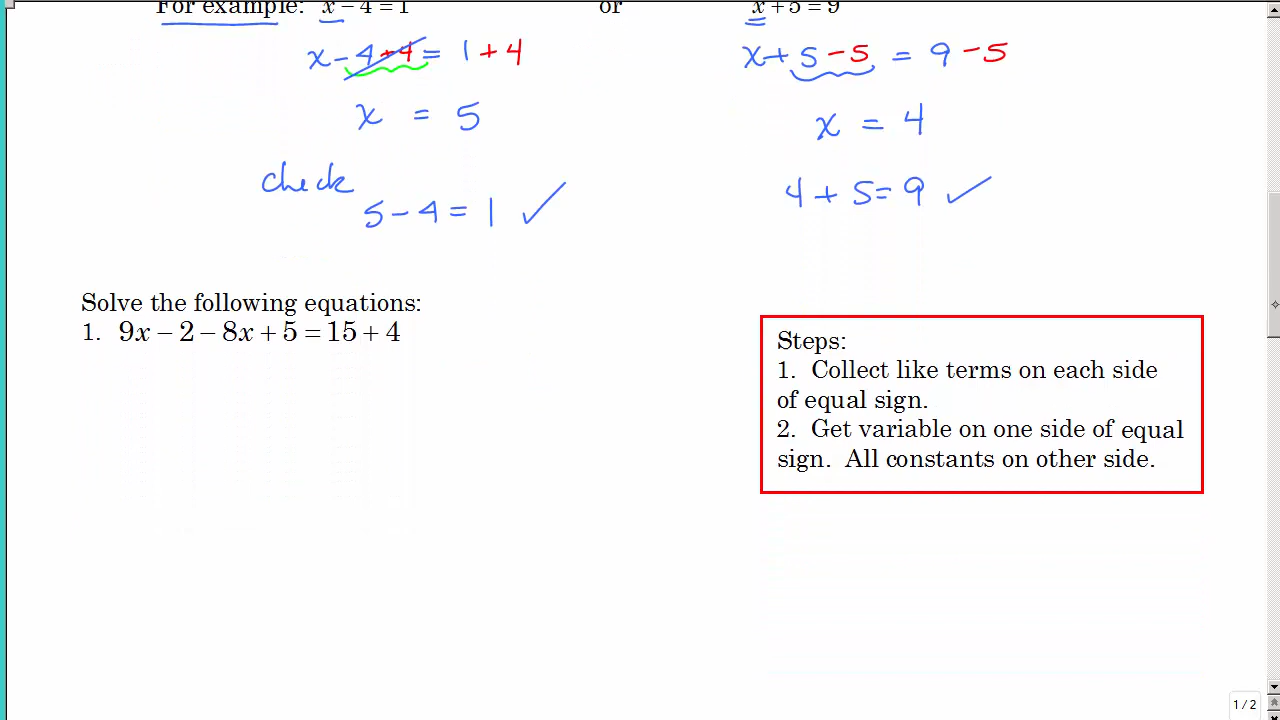 For example: x − 4 = 1 or x + 5 = 9
x − 4 + 4 = 1 + 4 x + 5 − 5 = 9 − 5
x = 5 x = 4
check
5 − 4 = 1 ✓ 4 + 5 = 9 ✓
Solve the following equations:
1. 9x − 2 − 8x + 5 = 15 + 4
Steps:
1. Collect like terms on each side
of equal sign.
2. Get variable on one side of equal
sign. All constants on other side.
1 / 2